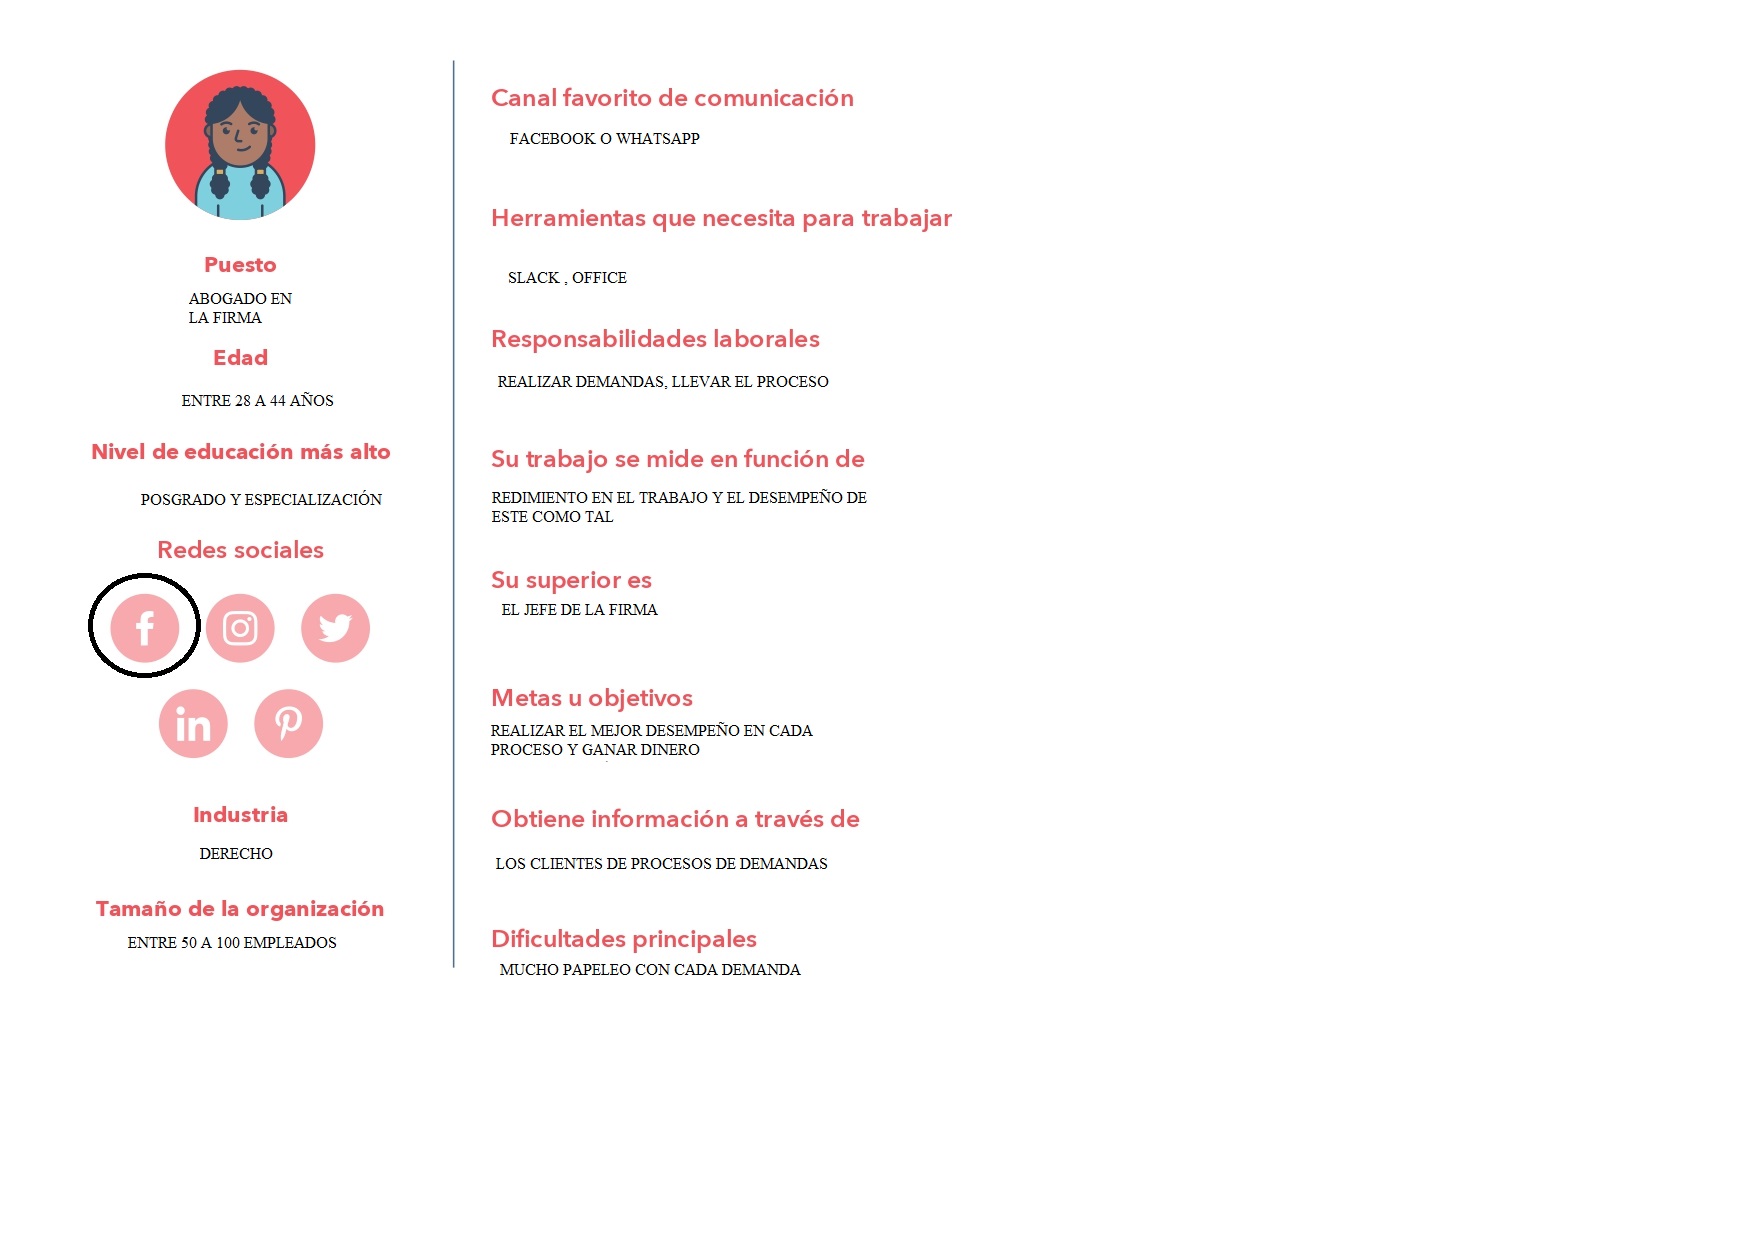 Puesto
ABOGADO EN
LA FIRMA
Edad
ENTRE 28 A 44 AÑOS
Nivel de educación más alto
POSGRADO Y ESPECIALIZACIÓN
Redes sociales
Industria
DERECHO
Tamaño de la organización
ENTRE 50 A 100 EMPLEADOS
Canal favorito de comunicación
FACEBOOK O WHATSAPP
Herramientas que necesita para trabajar
SLACK , OFFICE
Responsabilidades laborales
REALIZAR DEMANDAS, LLEVAR EL PROCESO
Su trabajo se mide en función de
REDIMIENTO EN EL TRABAJO Y EL DESEMPEÑO DE
ESTE COMO TAL
Su superior es
EL JEFE DE LA FIRMA
Metas u objetivos
REALIZAR EL MEJOR DESEMPEÑO EN CADA
PROCESO Y GANAR DINERO
Obtiene información a través de
LOS CLIENTES DE PROCESOS DE DEMANDAS
Dificultades principales
MUCHO PAPELEO CON CADA DEMANDA